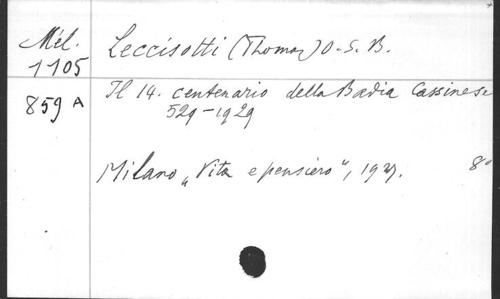 Mél.
1105
859 A
Leccisotti (Thomas) O.S.B.
Il 14. centenario della Badia Cassinese
529-1929
Milano „Vita e pensiero", 1929. 8°